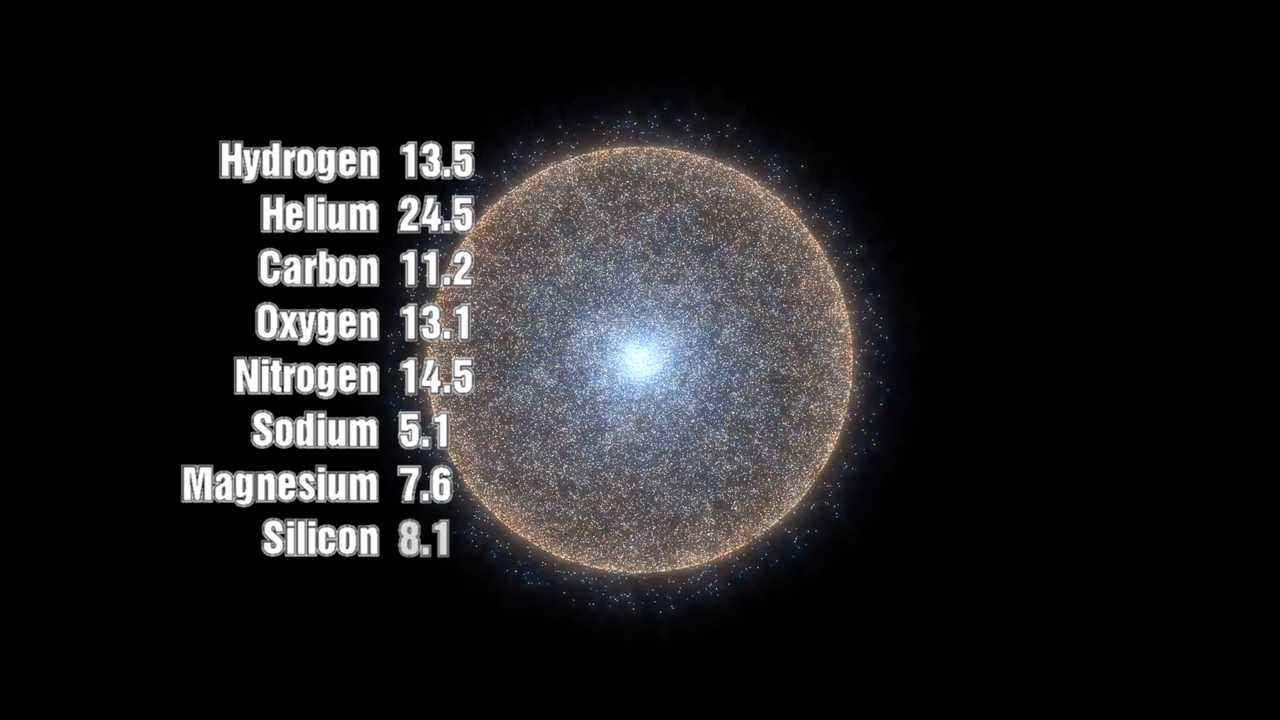 Hydrogen 13.5
Helium 24.5
Carbon 11.2
Oxygen 13.1
Nitrogen 14.5
Sodium 5.1
Magnesium 7.6
Silicon 8.1